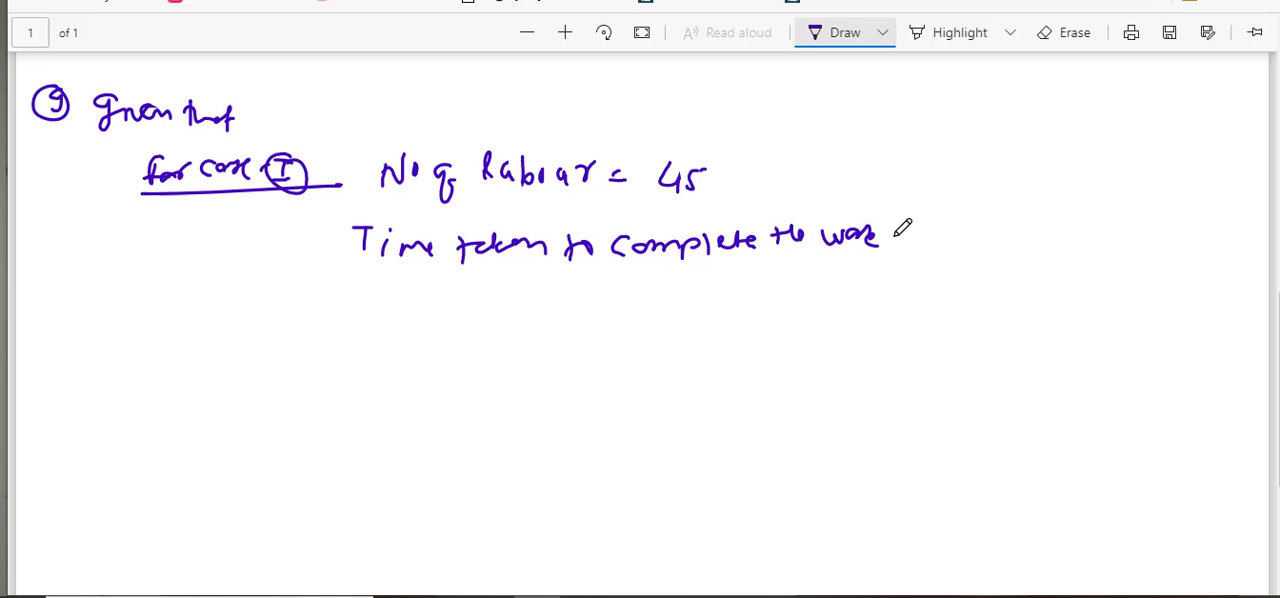 1 of 1 Read aloud Draw Highlight Erase
9 Given that
for case I No of Labour = 45
Time taken to complete the work